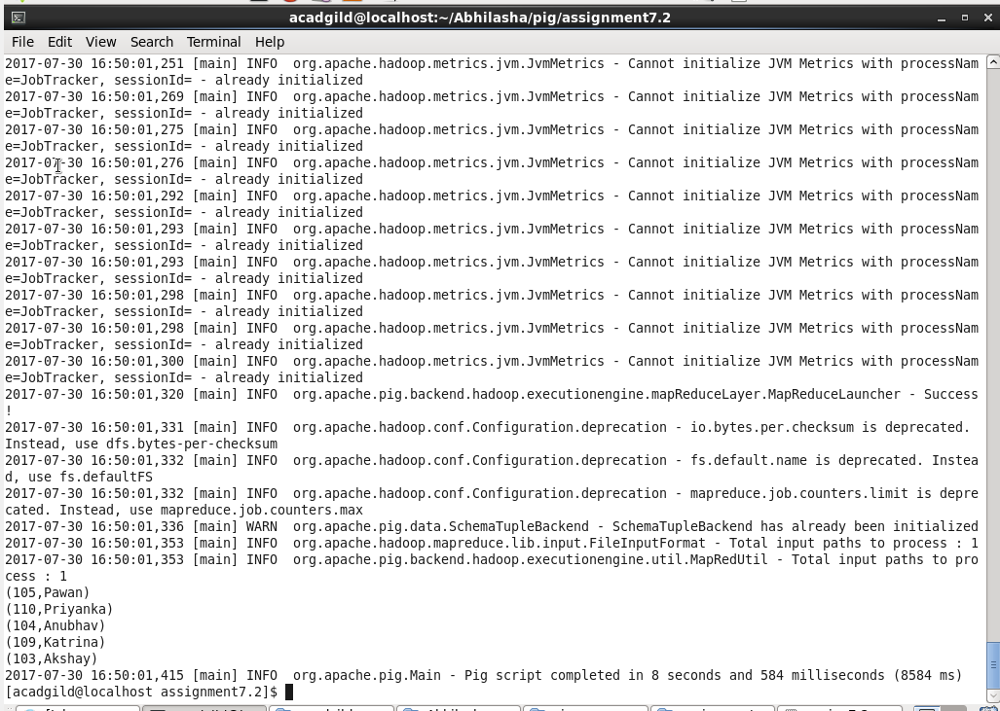 acadgild@localhost:~/Abhilasha/pig/assignment7.2
File Edit View Search Terminal Help
2017-07-30 16:50:01,251 [main] INFO  org.apache.hadoop.metrics.jvm.JvmMetrics - Cannot initialize JVM Metrics with processNam
e=JobTracker, sessionId= - already initialized
2017-07-30 16:50:01,269 [main] INFO  org.apache.hadoop.metrics.jvm.JvmMetrics - Cannot initialize JVM Metrics with processNam
e=JobTracker, sessionId= - already initialized
2017-07-30 16:50:01,275 [main] INFO  org.apache.hadoop.metrics.jvm.JvmMetrics - Cannot initialize JVM Metrics with processNam
e=JobTracker, sessionId= - already initialized
2017-07-30 16:50:01,276 [main] INFO  org.apache.hadoop.metrics.jvm.JvmMetrics - Cannot initialize JVM Metrics with processNam
e=JobTracker, sessionId= - already initialized
2017-07-30 16:50:01,292 [main] INFO  org.apache.hadoop.metrics.jvm.JvmMetrics - Cannot initialize JVM Metrics with processNam
e=JobTracker, sessionId= - already initialized
2017-07-30 16:50:01,293 [main] INFO  org.apache.hadoop.metrics.jvm.JvmMetrics - Cannot initialize JVM Metrics with processNam
e=JobTracker, sessionId= - already initialized
2017-07-30 16:50:01,293 [main] INFO  org.apache.hadoop.metrics.jvm.JvmMetrics - Cannot initialize JVM Metrics with processNam
e=JobTracker, sessionId= - already initialized
2017-07-30 16:50:01,298 [main] INFO  org.apache.hadoop.metrics.jvm.JvmMetrics - Cannot initialize JVM Metrics with processNam
e=JobTracker, sessionId= - already initialized
2017-07-30 16:50:01,298 [main] INFO  org.apache.hadoop.metrics.jvm.JvmMetrics - Cannot initialize JVM Metrics with processNam
e=JobTracker, sessionId= - already initialized
2017-07-30 16:50:01,300 [main] INFO  org.apache.hadoop.metrics.jvm.JvmMetrics - Cannot initialize JVM Metrics with processNam
e=JobTracker, sessionId= - already initialized
2017-07-30 16:50:01,320 [main] INFO  org.apache.pig.backend.hadoop.executionengine.mapReduceLayer.MapReduceLauncher - Success
!
2017-07-30 16:50:01,331 [main] INFO  org.apache.hadoop.conf.Configuration.deprecation - io.bytes.per.checksum is deprecated.
Instead, use dfs.bytes-per-checksum
2017-07-30 16:50:01,332 [main] INFO  org.apache.hadoop.conf.Configuration.deprecation - fs.default.name is deprecated. Instea
d, use fs.defaultFS
2017-07-30 16:50:01,332 [main] INFO  org.apache.hadoop.conf.Configuration.deprecation - mapreduce.job.counters.limit is depre
cated. Instead, use mapreduce.job.counters.max
2017-07-30 16:50:01,336 [main] WARN  org.apache.pig.data.SchemaTupleBackend - SchemaTupleBackend has already been initialized
2017-07-30 16:50:01,353 [main] INFO  org.apache.hadoop.mapreduce.lib.input.FileInputFormat - Total input paths to process : 1
2017-07-30 16:50:01,353 [main] INFO  org.apache.pig.backend.hadoop.executionengine.util.MapRedUtil - Total input paths to pro
cess : 1
(105,Pawan)
(110,Priyanka)
(104,Anubhav)
(109,Katrina)
(103,Akshay)
2017-07-30 16:50:01,415 [main] INFO  org.apache.pig.Main - Pig script completed in 8 seconds and 584 milliseconds (8584 ms)
[acadgild@localhost assignment7.2]$